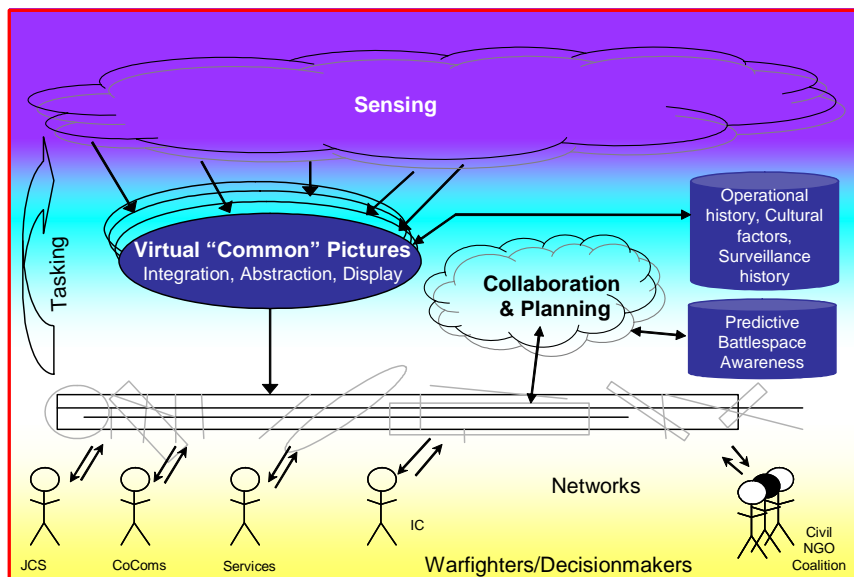 Sensing
Tasking
Virtual “Common” Pictures
Integration, Abstraction, Display
Operational
history, Cultural
factors,
Surveillance
history
Collaboration
& Planning
Predictive
Battlespace
Awareness
Networks
JCS
CoComs
Services
IC
Warfighters/Decisionmakers
Civil
NGO
Coalition